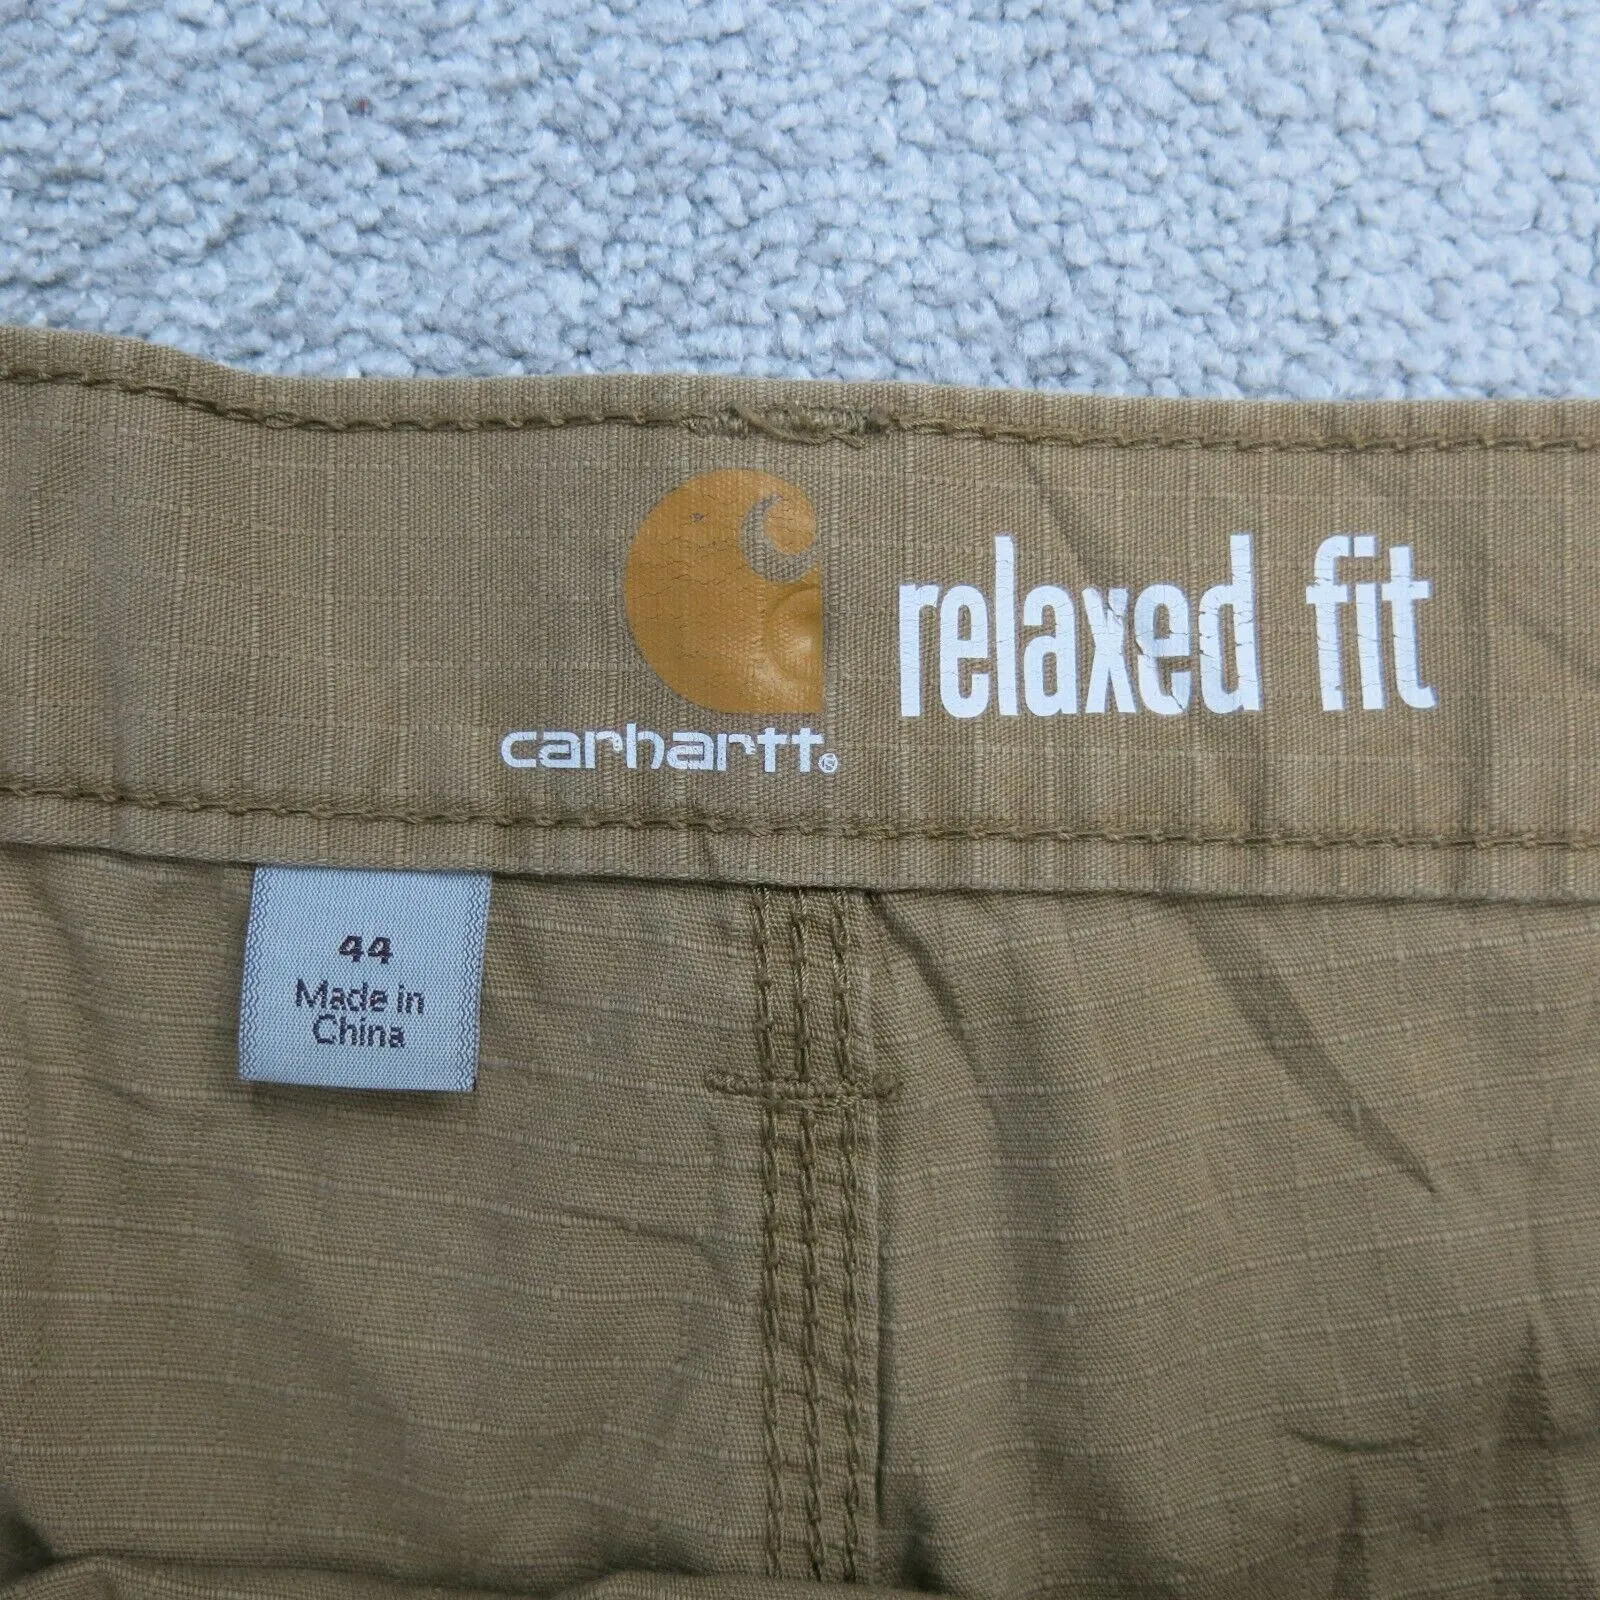 relaxed fit
carhartt®
44
Made in
China